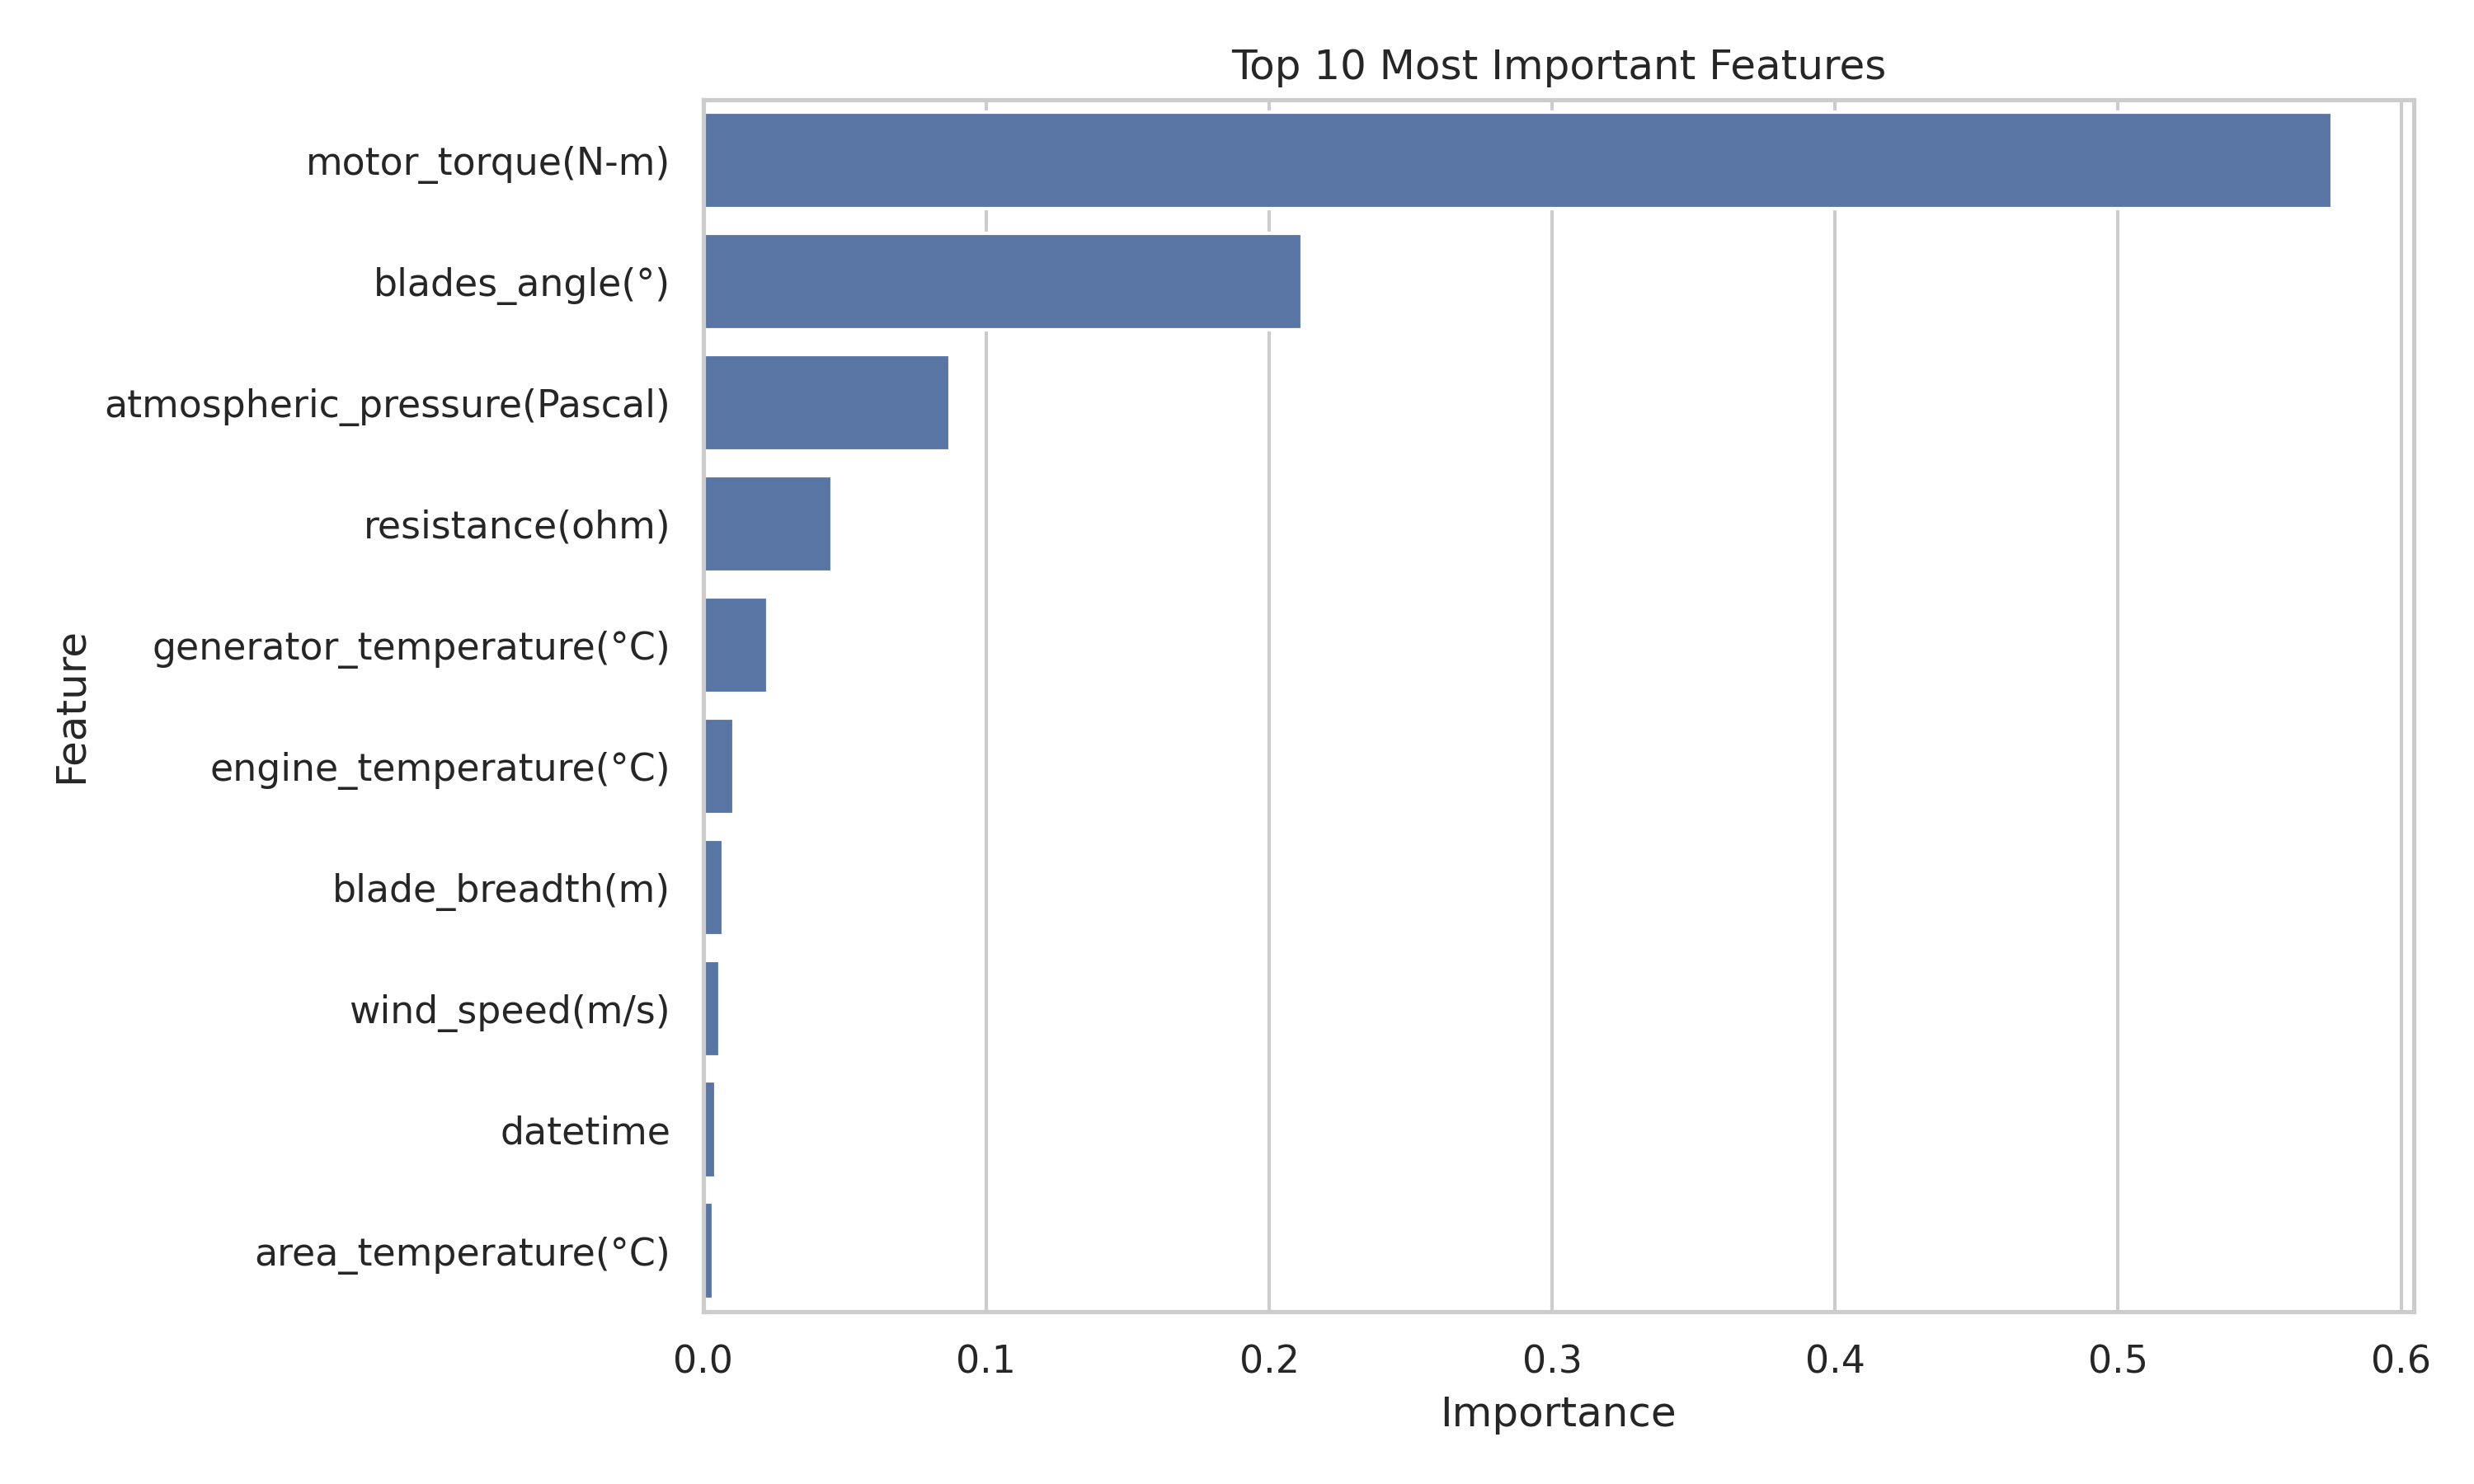 Top 10 Most Important Features
motor_torque(N-m)
blades_angle(°)
atmospheric_pressure(Pascal)
resistance(ohm)
generator_temperature(°C)
engine_temperature(°C)
blade_breadth(m)
wind_speed(m/s)
datetime
area_temperature(°C)
Feature
0.0 0.1 0.2 0.3 0.4 0.5 0.6
Importance